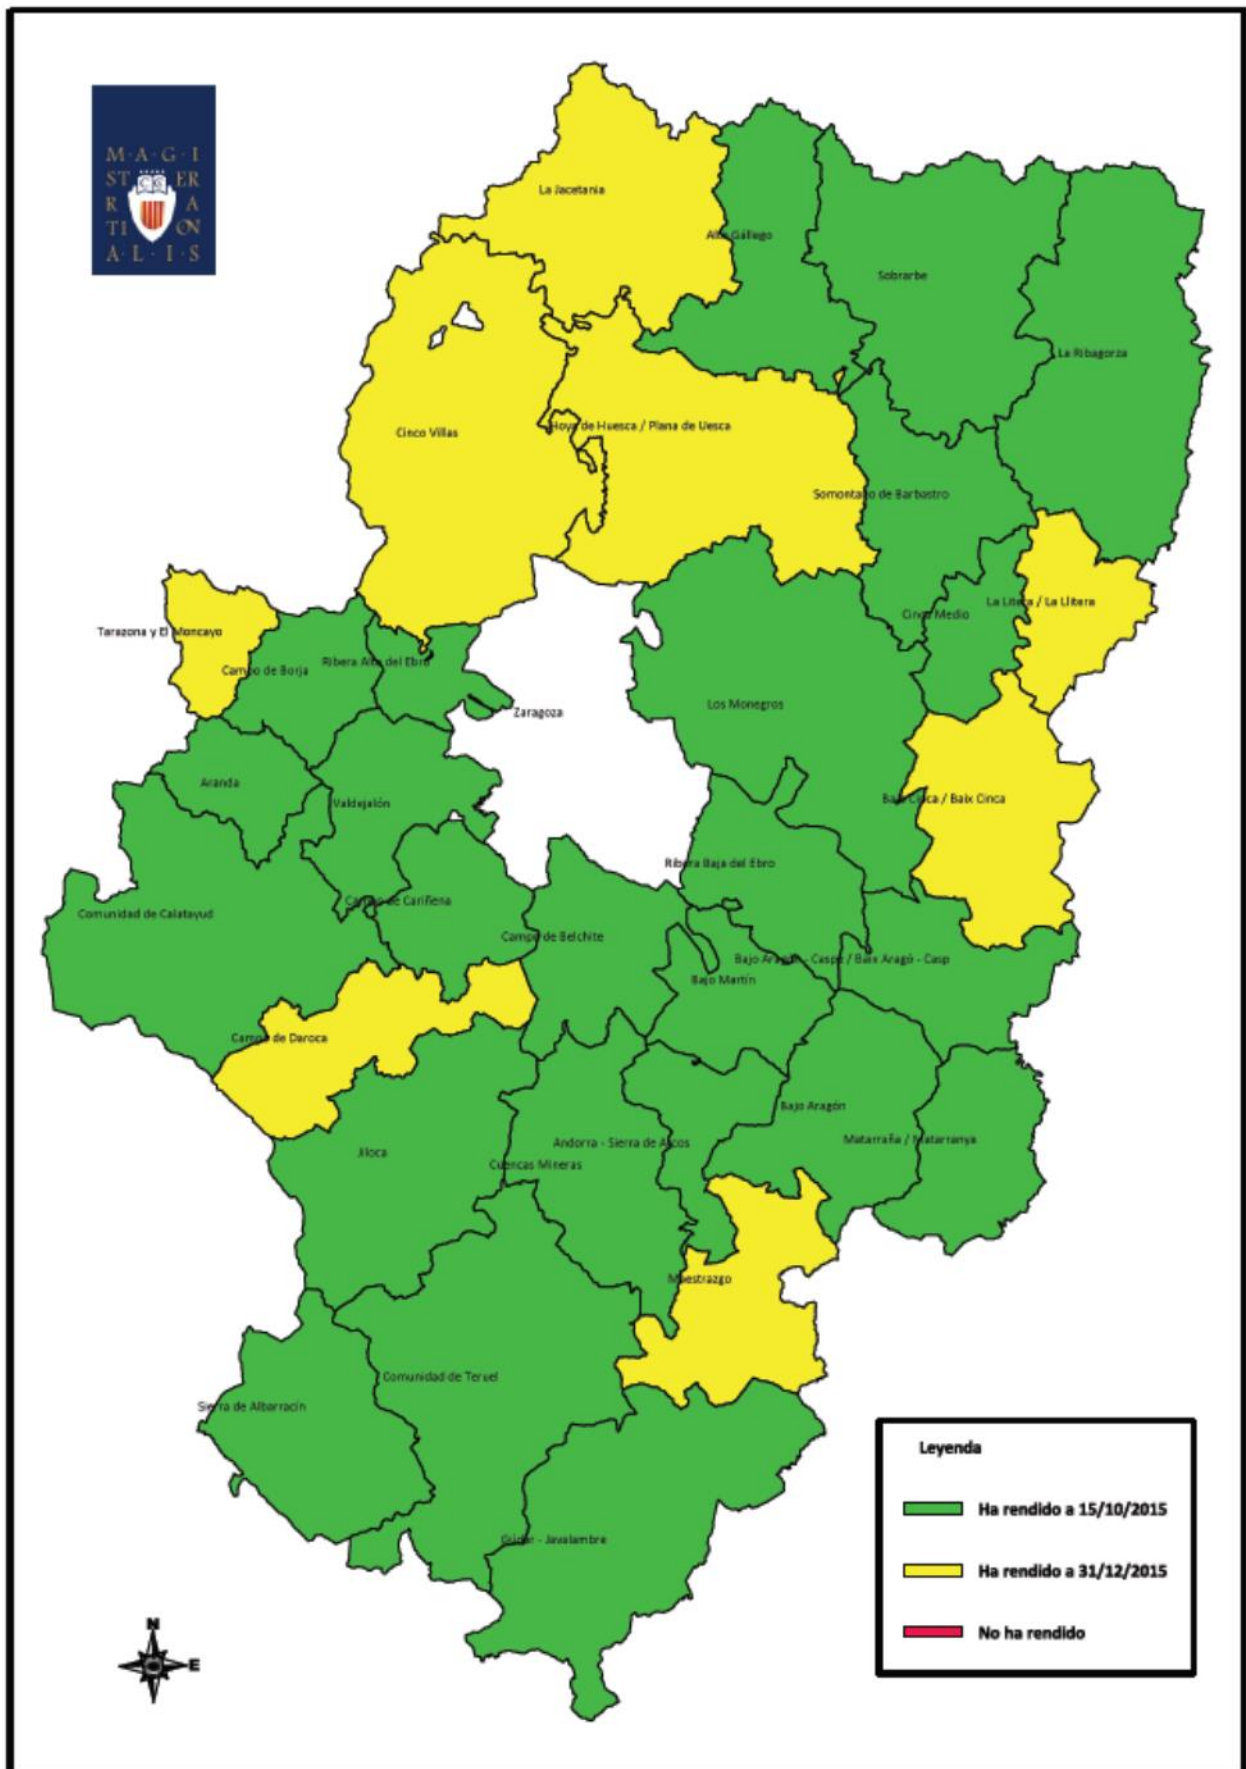 M·A·G·I
ST ER
R A
TI ON
A·L·I·S
La Jacetania
Alto Gállego
Sobrarbe
La Ribagorza
Cinco Villas
Hoya de Huesca / Plana de Uesca
Somontano de Barbastro
La Litera / La Llitera
Cinca Medio
Tarazona y El Moncayo
Ribera Alta del Ebro
Campo de Borja
Los Monegros
Zaragoza
Aranda
Valdejalón
Bajo Cinca / Baix Cinca
Ribera Baja del Ebro
Campo de Cariñena
Comunidad de Calatayud
Campo de Belchite
Bajo Aragón - Caspe / Baix Aragó - Casp
Bajo Martín
Campo de Daroca
Bajo Aragón
Matarraña / Matarranya
Andorra - Sierra de Arcos
Jiloca
Cuencas Mineras
Maestrazgo
Comunidad de Teruel
Sierra de Albarracín
Gúdar - Javalambre
Leyenda
Ha rendido a 15/10/2015
Ha rendido a 31/12/2015
No ha rendido
N
E